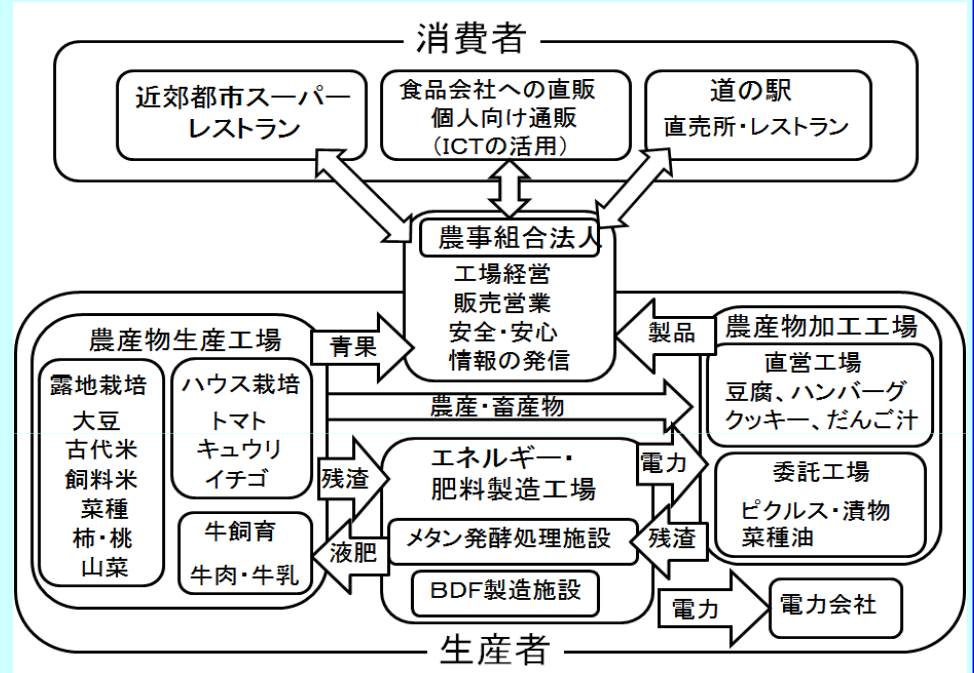 消費者
近郊都市スーパー
レストラン
食品会社への直販
個人向け通販
(ICTの活用)
道の駅
直売所・レストラン
農事組合法人
工場経営
販売営業
安全・安心
情報の発信
農産物生産工場
青果
製品
農産物加工工場
露地栽培
大豆
古代米
飼料米
菜種
柿・桃
山菜
ハウス栽培
トマト
キュウリ
イチゴ
牛飼育
牛肉・牛乳
農産・畜産物
直営工場
豆腐、ハンバーグ
クッキー、だんご汁
残渣
エネルギー・
肥料製造工場
電力
委託工場
ピクルス・漬物
菜種油
液肥
メタン発酵処理施設
残渣
BDF製造施設
電力
電力会社
生産者